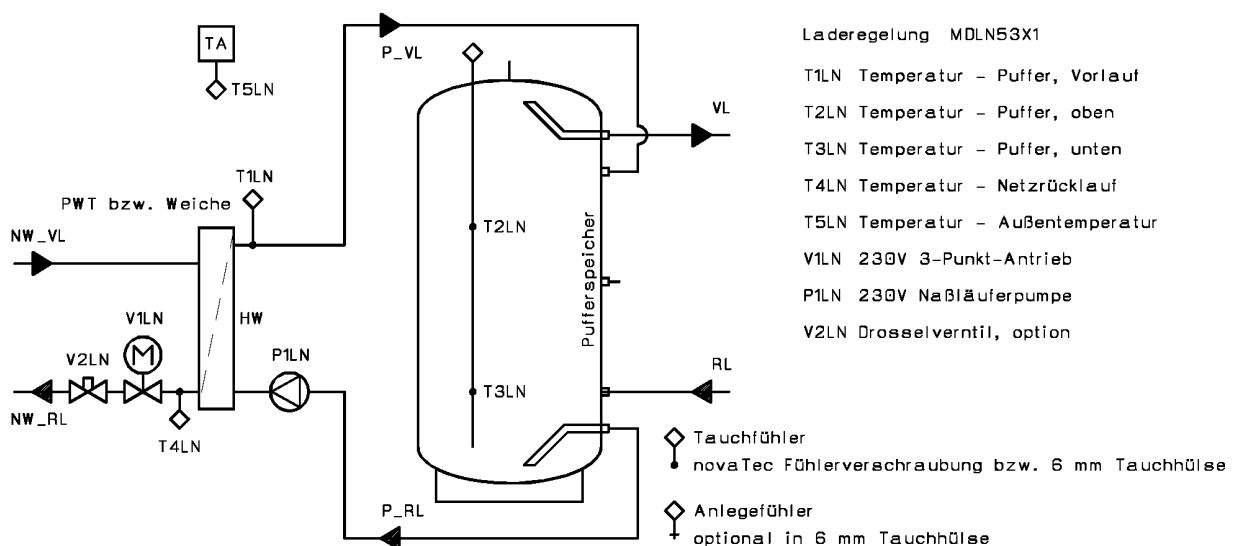 TA
T5LN
P_VL
T1LN
PWT bzw. Weiche
NW_VL
HW
V1LN
M
V2LN
P1LN
NW_RL
T4LN
P_RL
T2LN
T3LN
Pufferspeicher
VL
RL
Laderegelung MDLN53X1
T1LN Temperatur - Puffer, Vorlauf
T2LN Temperatur - Puffer, oben
T3LN Temperatur - Puffer, unten
T4LN Temperatur - Netzrücklauf
T5LN Temperatur - Außentemperatur
V1LN 230V 3-Punkt-Antrieb
P1LN 230V Naßläuferpumpe
V2LN Drosselverntil, option
Tauchfühler
novaTec Fühlerverschraubung bzw. 6 mm Tauchhülse
Anlegefühler
optional in 6 mm Tauchhülse